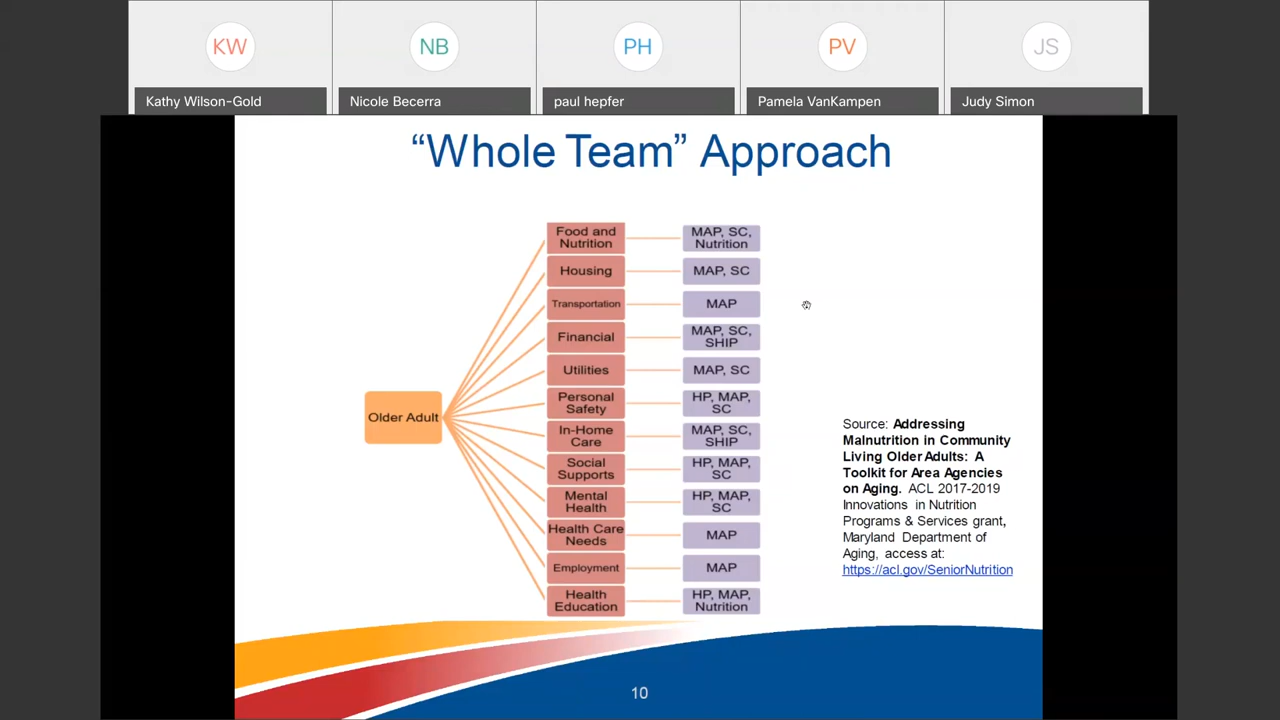 KW
NB
PH
PV
JS
Kathy Wilson-Gold
Nicole Becerra
paul hepfer
Pamela VanKampen
Judy Simon
“Whole Team” Approach
Older Adult
Food and
Nutrition
MAP, SC,
Nutrition
Housing
MAP, SC
Transportation
MAP
Financial
MAP, SC,
SHIP
Utilities
MAP, SC
Personal
Safety
HP, MAP,
SC
In-Home
Care
MAP, SC,
SHIP
Social
Supports
HP, MAP,
SC
Mental
Health
HP, MAP,
SC
Health Care
Needs
MAP
Employment
MAP
Health
Education
HP, MAP,
Nutrition
Source: Addressing
Malnutrition in Community
Living Older Adults: A
Toolkit for Area Agencies
on Aging. ACL 2017-2019
Innovations in Nutrition
Programs & Services grant,
Maryland Department of
Aging, access at:
https://acl.gov/SeniorNutrition
10